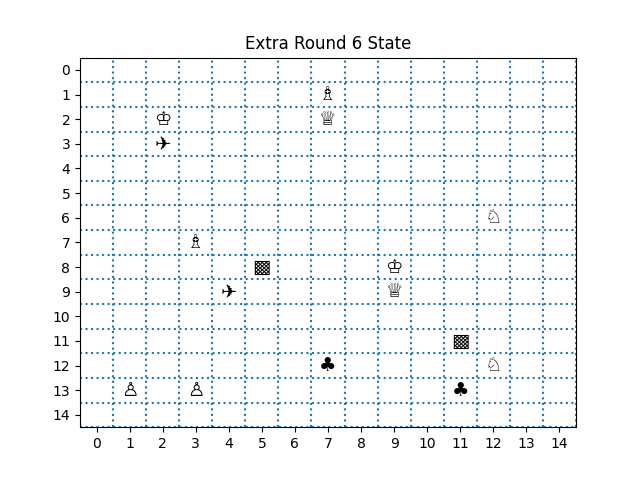 Extra Round 6 State
0
1 ♗
2 ♔ ♕
3 ✈
4
5
6 ♘
7 ♗
8 ▩ ♔
9 ✈ ♕
10
11 ▩
12 ♣ ♘
13 ♙ ♙ ♣
14
0 1 2 3 4 5 6 7 8 9 10 11 12 13 14